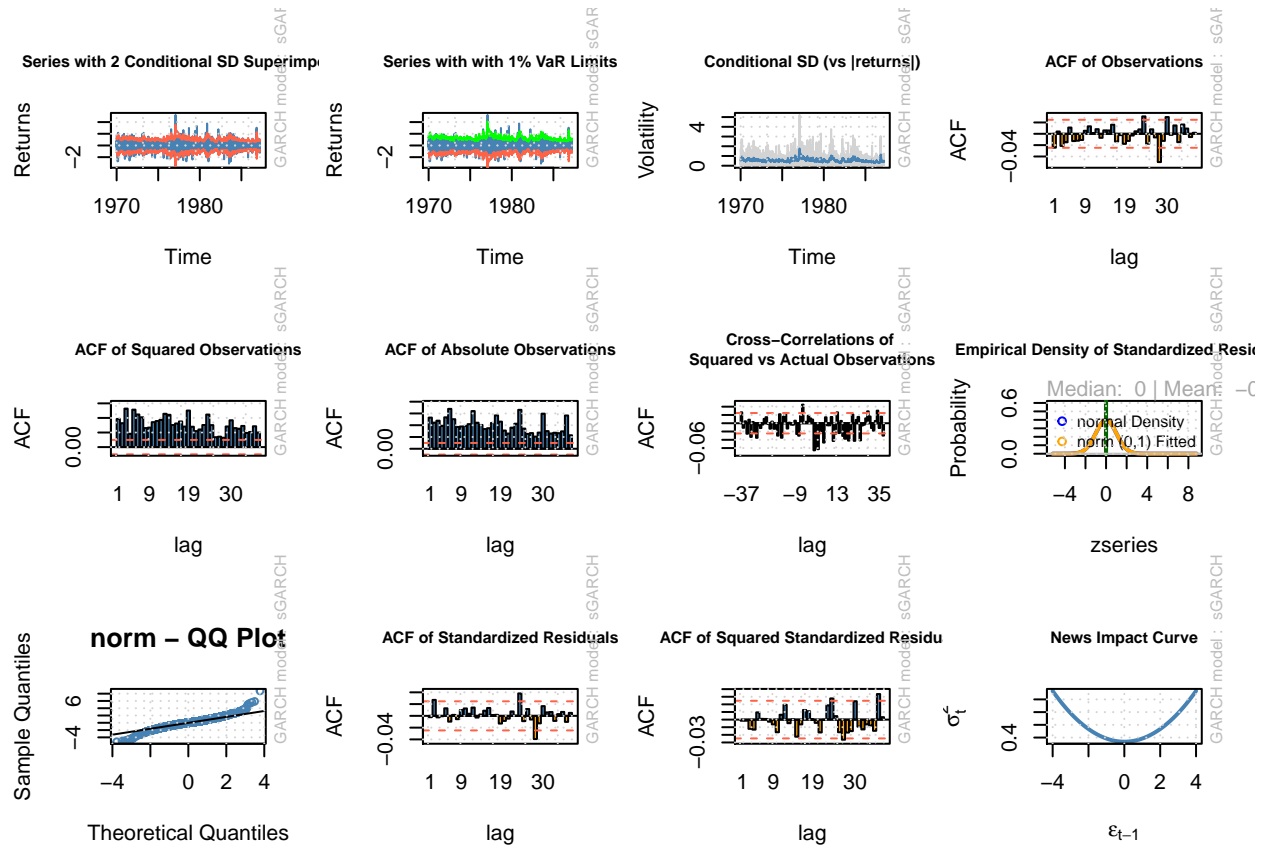 Series with 2 Conditional SD Superimp
Returns
−2
1970 1980
Time
GARCH model : sGAR
Series with with 1% VaR Limits
Returns
−2
1970 1980
Time
GARCH model : sGAR
Conditional SD (vs |returns|)
Volatility
0 4
1970 1980
Time
GARCH model : sGAR
ACF of Observations
ACF
−0.04
1 9 19 30
lag
GARCH model : sGAR
ACF of Squared Observations
ACF
0.00
1 9 19 30
lag
GARCH model : sGARCH
ACF of Absolute Observations
ACF
0.00
1 9 19 30
lag
GARCH model : sGARCH
Cross−Correlations of
Squared vs Actual Observations
ACF
−0.06
−37 −9 13 35
lag
GARCH model : sGARCH
Empirical Density of Standardized Resid
Median: 0 | Mean: −0
Probability
0.0 0.6
normal Density
norm (0,1) Fitted
−4 0 4 8
zseries
GARCH model : sGARCH
norm − QQ Plot
Sample Quantiles
−4 6
−4 0 2 4
Theoretical Quantiles
GARCH model : sGARCH
ACF of Standardized Residuals
ACF
−0.04
1 9 19 30
lag
GARCH model : sGARCH
ACF of Squared Standardized Residu
ACF
−0.03
1 9 19 30
lag
GARCH model : sGARCH
News Impact Curve
σt2
0.4
−4 0 2 4
εt−1
GARCH model : sGARCH